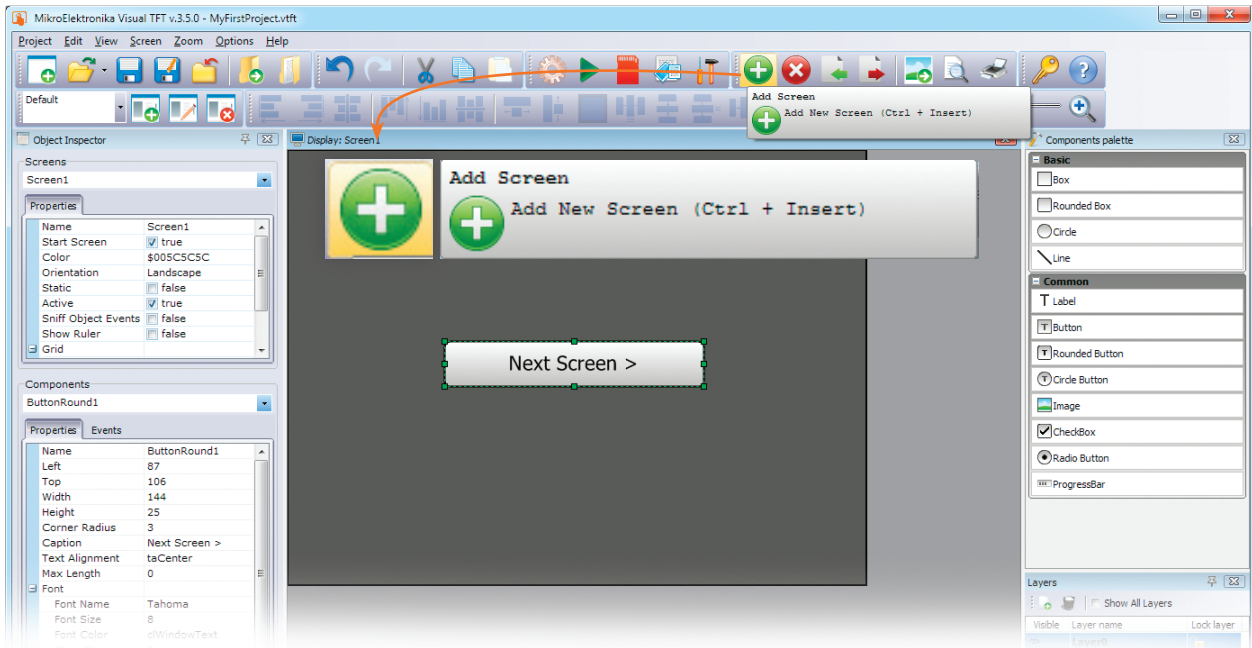 MikroElektronika Visual TFT v.3.5.0 - MyFirstProject.vtft
Project Edit View Screen Zoom Options Help
Default
Add Screen
Add New Screen (Ctrl + Insert)
Object Inspector
Screens
Screen1
Properties
Name Screen1
Start Screen true
Color $005C5C5C
Orientation Landscape
Static false
Active true
Sniff Object Events false
Show Ruler false
Grid
Components
ButtonRound1
Properties Events
Name ButtonRound1
Left 87
Top 106
Width 144
Height 25
Corner Radius 3
Caption Next Screen >
Text Alignment taCenter
Max Length 0
Font
Font Name Tahoma
Font Size 8
Font Color clWindowText
Display: Screen1
Add Screen
Add New Screen (Ctrl + Insert)
Next Screen >
Components palette
Basic
Box
Rounded Box
Circle
Line
Common
T Label
T Button
T Rounded Button
T Circle Button
Image
CheckBox
Radio Button
ProgressBar
Layers
Show All Layers
Visible Layer name Lock layer
Layer0